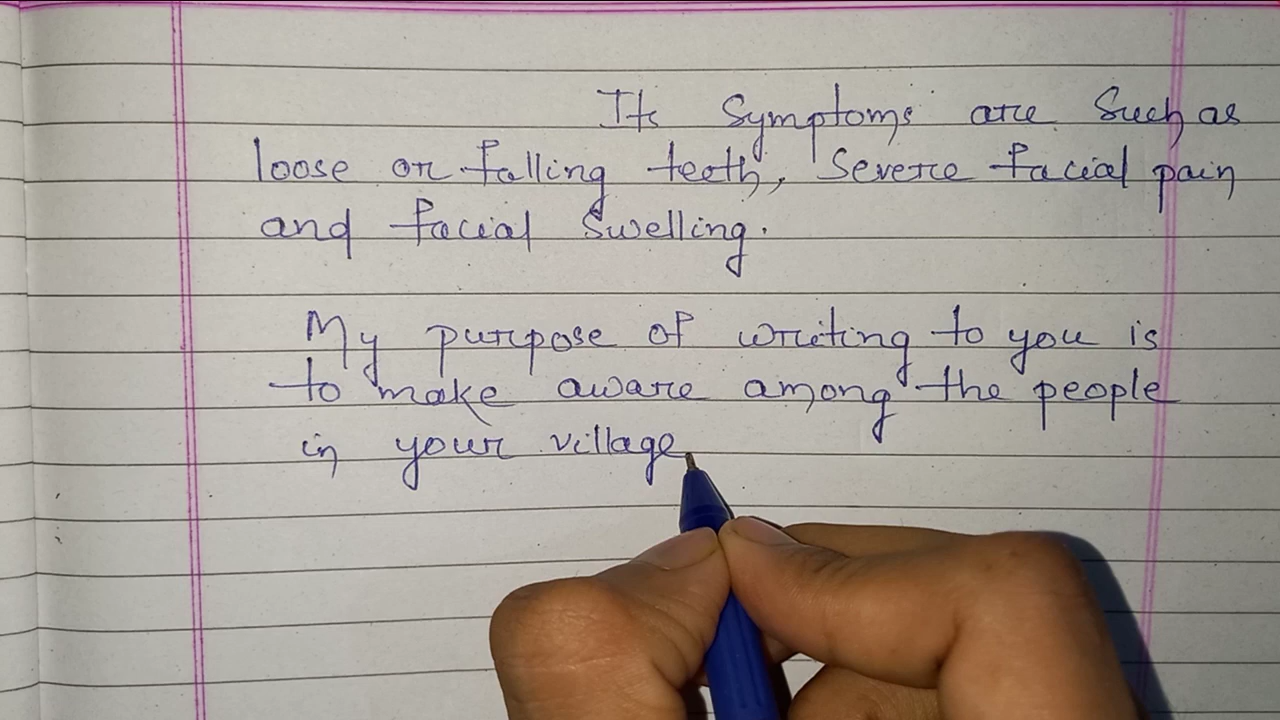 Its Symptoms are Such as
loose or falling teeth, Severe facial pain
and facial Swelling.
My purpose of writing to you is
to make aware among the people
in your village